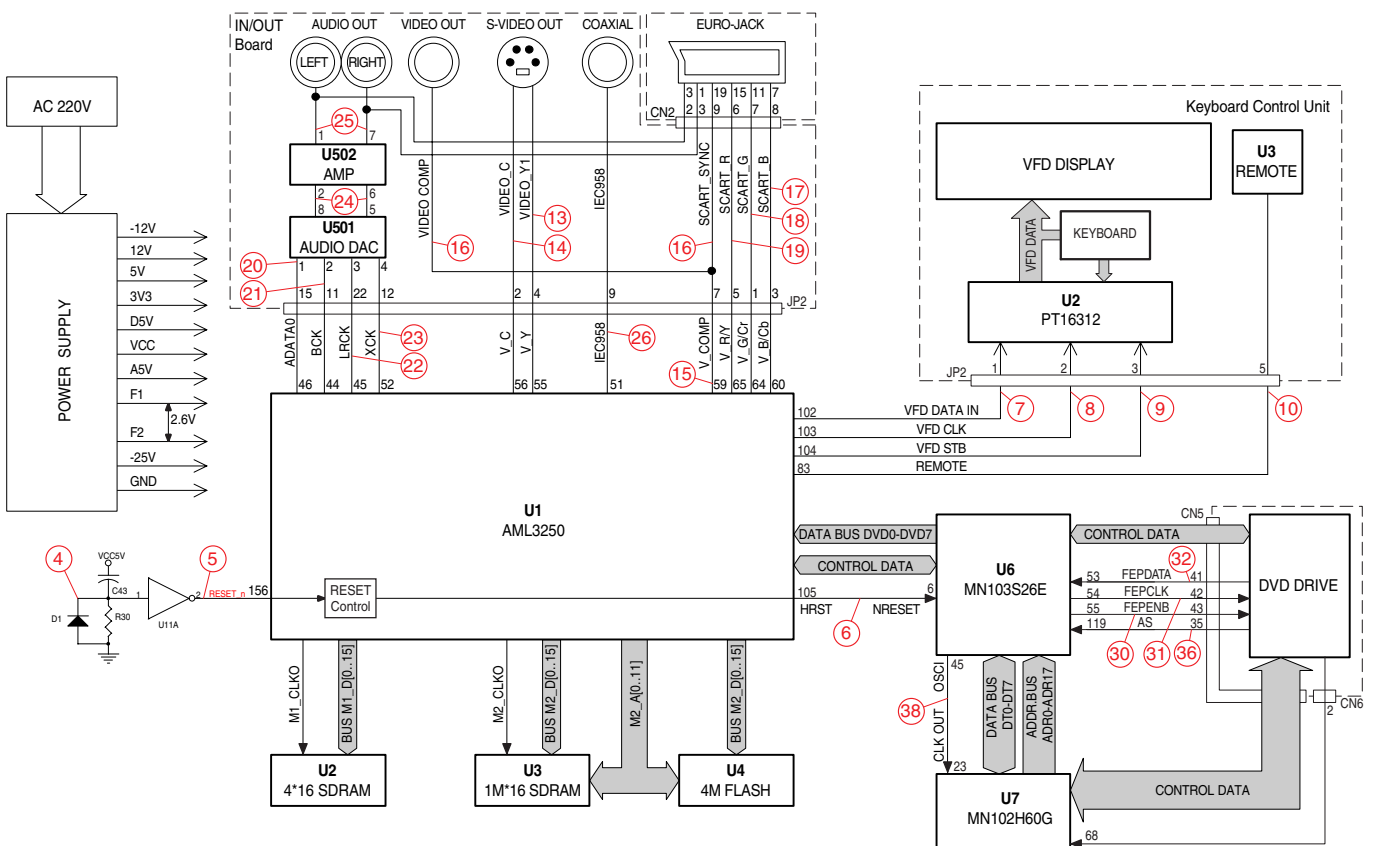 IN/OUT
Board
AUDIO OUT
VIDEO OUT
S-VIDEO OUT
COAXIAL
EURO-JACK
LEFT
RIGHT
3 1 19 15 11 7
CN2
2 3 9 6 7 8
AC 220V
25
1 7
U502
AMP
2 6
24
8 5
U501
AUDIO DAC
20
1 2 3 4
21
15 11 22 12
VIDEO COMP
16
VIDEO_C
VIDEO_Y1
13
14
2 4
IEC958
9
SCART_SYNC
SCART_R
SCART_G
SCART_B
17
18
16
19
7 5 1 3
JP2
ADATA0
BCK
LRCK
XCK
23
22
V_C
V_Y
IEC958
26
V_COMP
V_R/Y
V_G/Cr
V_B/Cb
15
46 44 45 52
56 55
51
59 65 64 60
Keyboard Control Unit
VFD DISPLAY
U3
REMOTE
VFD DATA
KEYBOARD
U2
PT16312
JP2
1 2 3 5
7
8
9
10
102
VFD DATA IN
103
VFD CLK
104
VFD STB
83
REMOTE
POWER SUPPLY
-12V
12V
5V
3V3
D5V
VCC
A5V
F1
2.6V
F2
-25V
GND
U1
AML3250
4
VCC5V
C43
D1
R30
1
U11A
2
5
RESET_n
156
RESET
Control
105
HRST
NRESET
6
6
DATA BUS DVD0-DVD7
CONTROL DATA
U6
MN103S26E
CN5
CONTROL DATA
32
53 FEPDATA 41
54 FEPCLK 42
55 FEPENB 43
119 AS 35
30
31
36
DVD DRIVE
2
CN6
M1_CLKO
BUS M1_D[0..15]
M2_CLKO
BUS M2_D[0..15]
M2_A[0..11]
BUS M2_D[0..15]
U2
4*16 SDRAM
U3
1M*16 SDRAM
U4
4M FLASH
45
OSCI
38
CLK OUT
23
DATA BUS
DT0-DT7
ADDR.BUS
ADR0-ADR17
U7
MN102H60G
CONTROL DATA
68